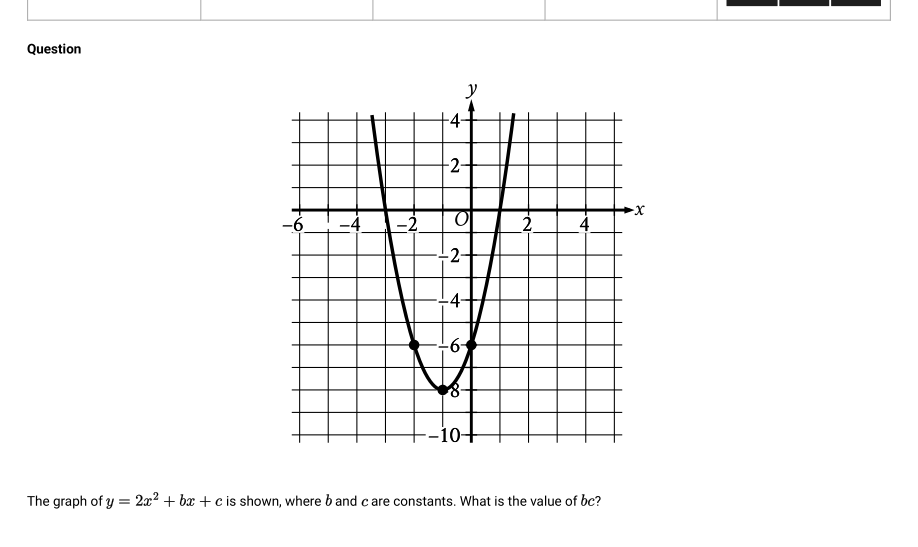 Question
y
4
2
O
x
−6 −4 −2 2 4
−2
−4
−6
−8
−10
The graph of y = 2x² + bx + c is shown, where b and c are constants. What is the value of bc?